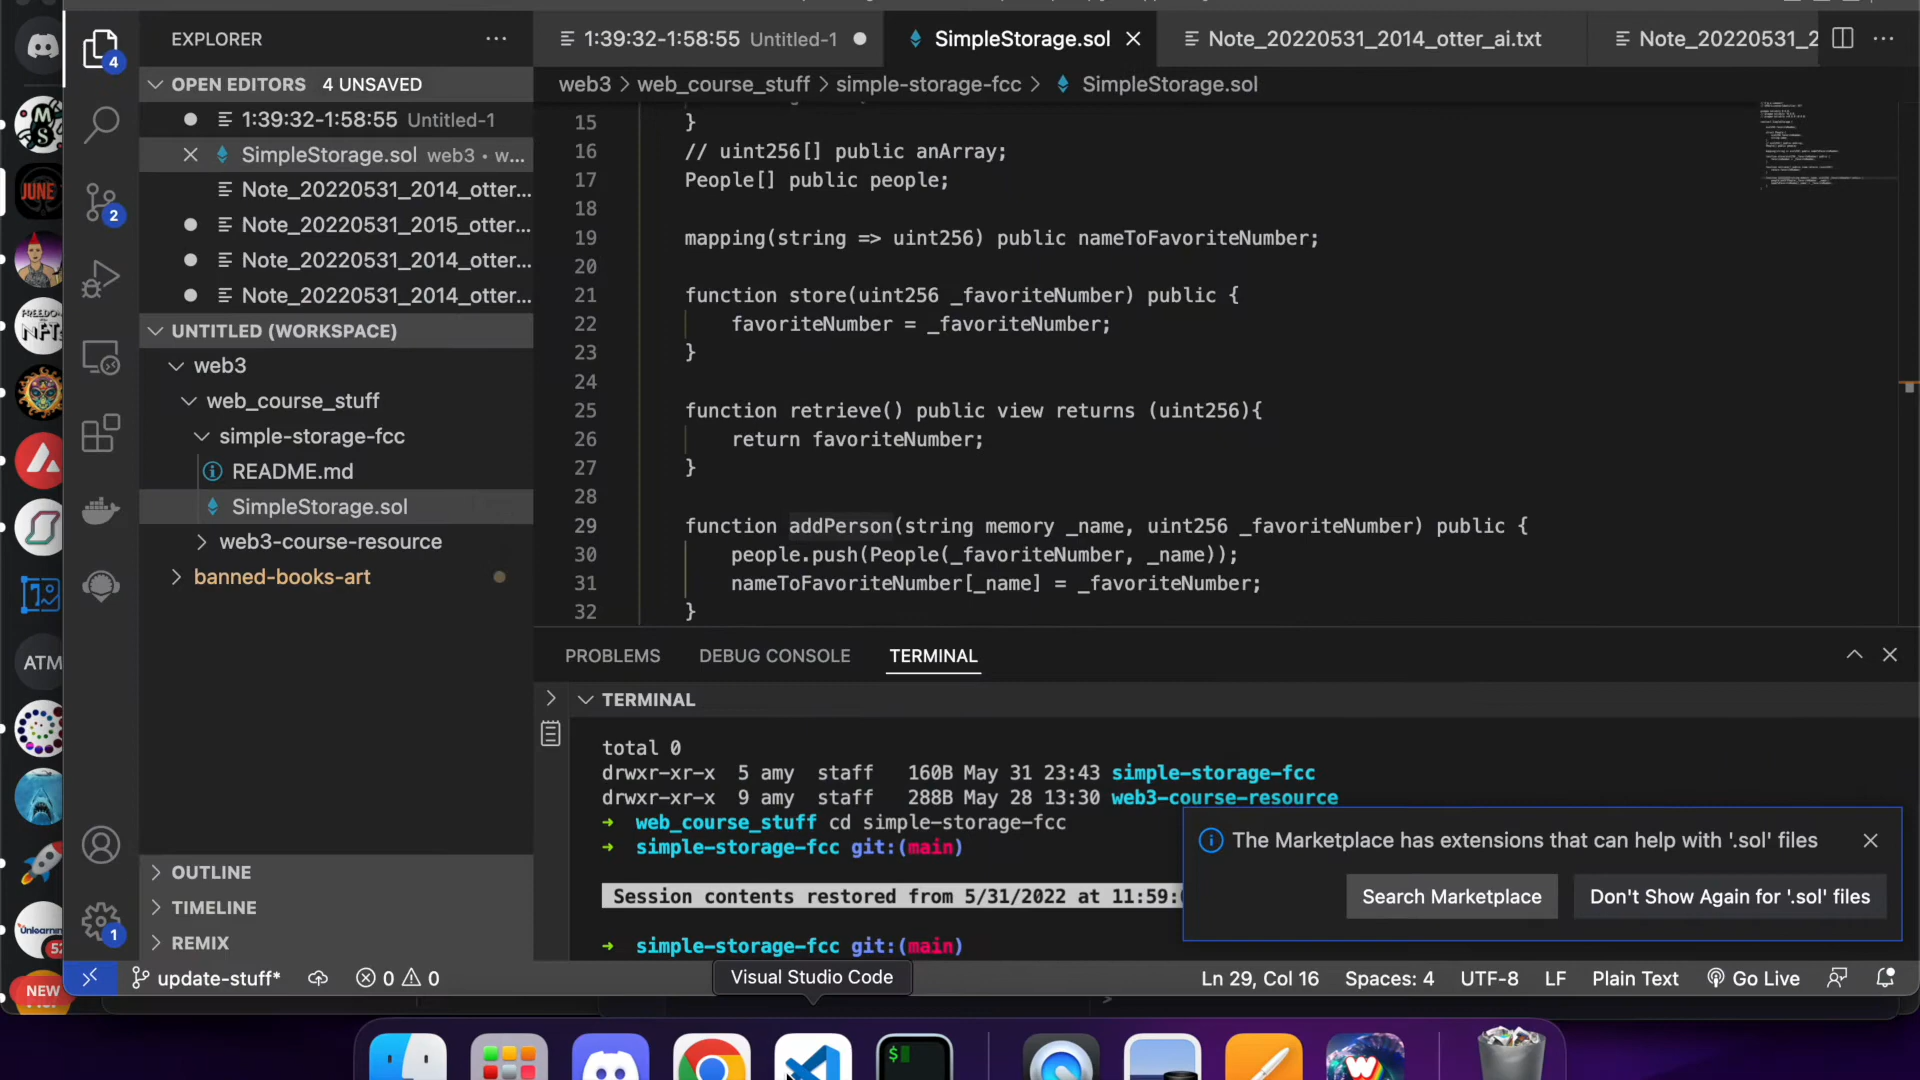 EXPLORER
OPEN EDITORS 4 UNSAVED
1:39:32-1:58:55 Untitled-1
SimpleStorage.sol web3 • w...
Note_20220531_2014_otter...
Note_20220531_2015_otter...
Note_20220531_2014_otter...
Note_20220531_2014_otter...
UNTITLED (WORKSPACE)
web3
web_course_stuff
simple-storage-fcc
README.md
SimpleStorage.sol
web3-course-resource
banned-books-art
OUTLINE
TIMELINE
REMIX
4
2
1
JUNE
FREEDOM
NFT
ATM
Unlearnin
52
NEW
1:39:32-1:58:55 Untitled-1
SimpleStorage.sol
Note_20220531_2014_otter_ai.txt
Note_20220531_2
web3 > web_course_stuff > simple-storage-fcc > SimpleStorage.sol
15 }
16 // uint256[] public anArray;
17 People[] public people;
18
19 mapping(string => uint256) public nameToFavoriteNumber;
20
21 function store(uint256 _favoriteNumber) public {
22 favoriteNumber = _favoriteNumber;
23 }
24
25 function retrieve() public view returns (uint256){
26 return favoriteNumber;
27 }
28
29 function addPerson(string memory _name, uint256 _favoriteNumber) public {
30 people.push(People(_favoriteNumber, _name));
31 nameToFavoriteNumber[_name] = _favoriteNumber;
32 }
PROBLEMS DEBUG CONSOLE TERMINAL
TERMINAL
total 0
drwxr-xr-x 5 amy staff 160B May 31 23:43 simple-storage-fcc
drwxr-xr-x 9 amy staff 288B May 28 13:30 web3-course-resource
→ web_course_stuff cd simple-storage-fcc
→ simple-storage-fcc git:(main)
Session contents restored from 5/31/2022 at 11:59:
→ simple-storage-fcc git:(main)
The Marketplace has extensions that can help with '.sol' files
Search Marketplace
Don't Show Again for '.sol' files
update-stuff* 0 0
Visual Studio Code
Ln 29, Col 16 Spaces: 4 UTF-8 LF Plain Text Go Live